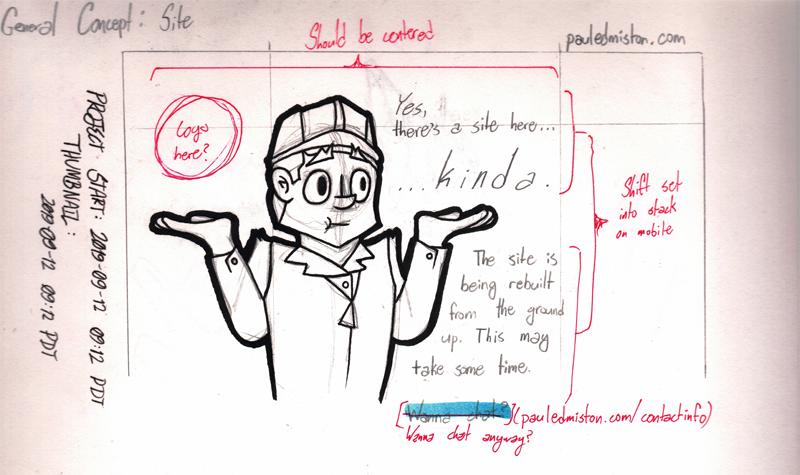 General Concept: Site
Should be centered
pauledmiston.com
Logo
here?
Yes,
there's a site here...
...kinda.
Shift set
into stack
on mobile
The site is
being rebuilt
from the ground
up. This may
take some time.
[Wanna chat?](pauledmiston.com/contactinfo)
Wanna chat anyway?
PROJECT START: 2019-09-12 09:12 PDT
THUMBNAIL:
2019-09-12 09:12 PDT